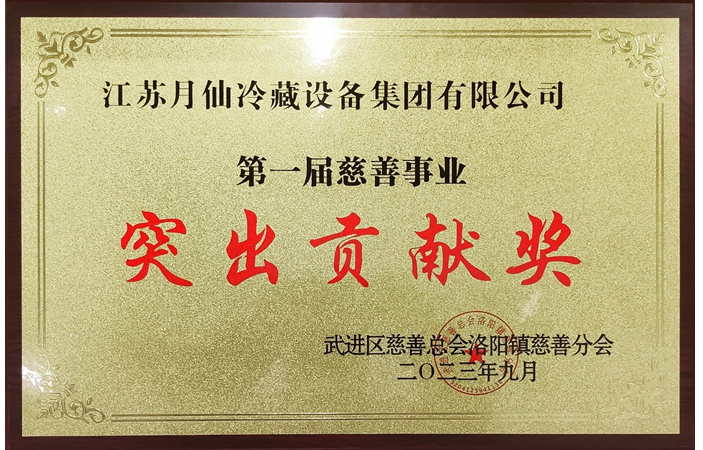 江苏月仙冷藏设备集团有限公司
第一届慈善事业
突出贡献奖
武进区慈善总会洛阳镇慈善分会
二〇二三年九月